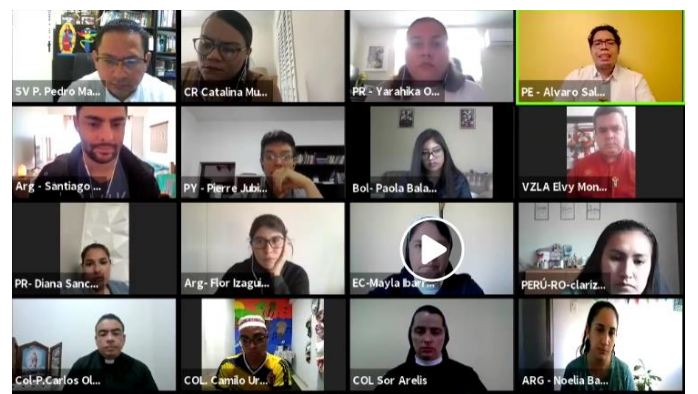 SV P. Pedro Ma...
CR Catalina Mu...
PR - Yarahika O...
PE - Alvaro Sal...
Arg - Santiago ...
PY - Pierre Jubi...
Bol- Paola Bala...
VZLA Elvy Mon...
PR- Diana Sanc...
Arg- Flor Izagui...
EC-Mayla Ibarr...
PERÚ-RO-clariz...
Col-P.Carlos Ol...
COL. Camilo Ur...
COL Sor Arelis
ARG - Noelia Ba...